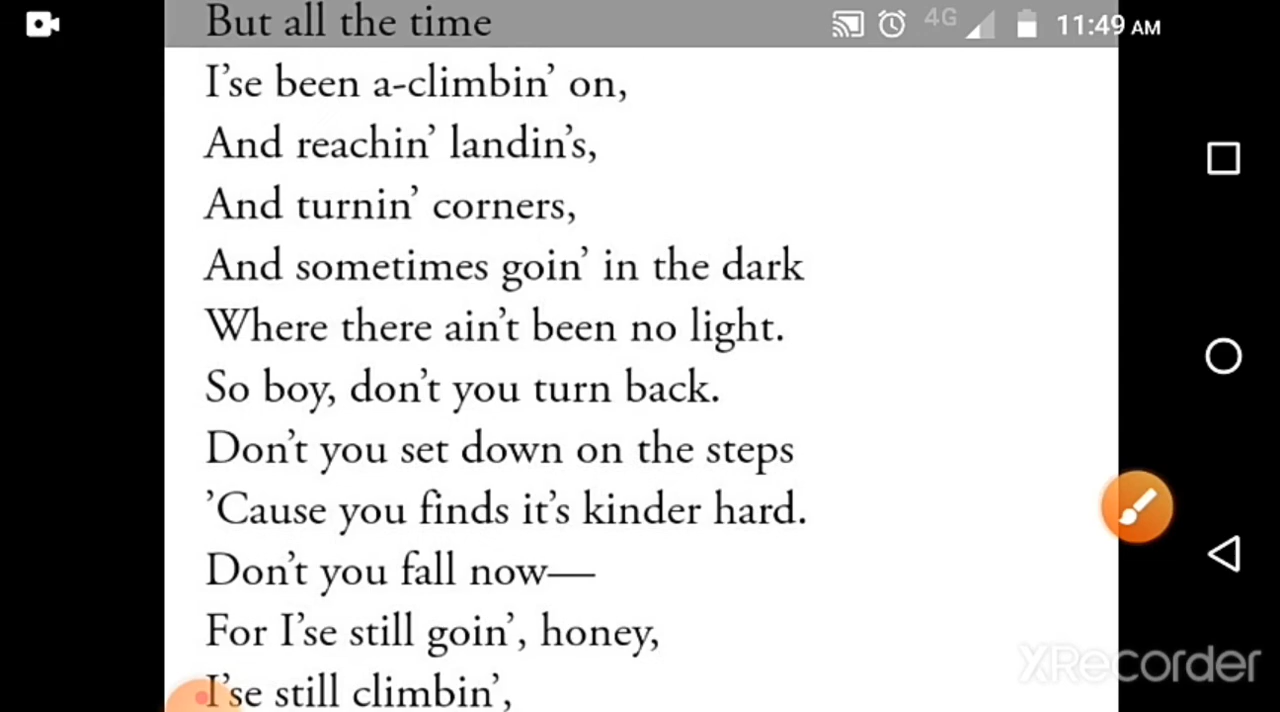 But all the time
4G
11:49 AM
I'se been a-climbin' on,
And reachin' landin's,
And turnin' corners,
And sometimes goin' in the dark
Where there ain't been no light.
So boy, don't you turn back.
Don't you set down on the steps
’Cause you finds it's kinder hard.
Don't you fall now—
For I'se still goin', honey,
I'se still climbin',
XRecorder